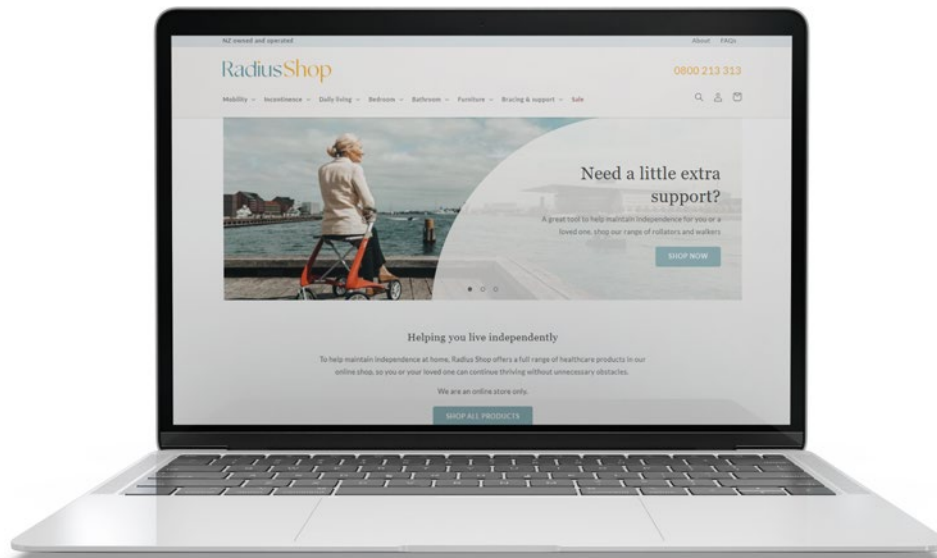 NZ owned and operated
About FAQs
RadiusShop
0800 213 313
Mobility Incontinence Daily living Bedroom Bathroom Furniture Bracing & support Sale
Need a little extra
support?
A great tool to help maintain independence for you or a
loved one, shop our range of rollators and walkers
SHOP NOW
Helping you live independently
To help maintain independence at home, Radius Shop offers a full range of healthcare products in our
online shop, so you or your loved one can continue thriving without unnecessary obstacles.
We are an online store only.
SHOP ALL PRODUCTS